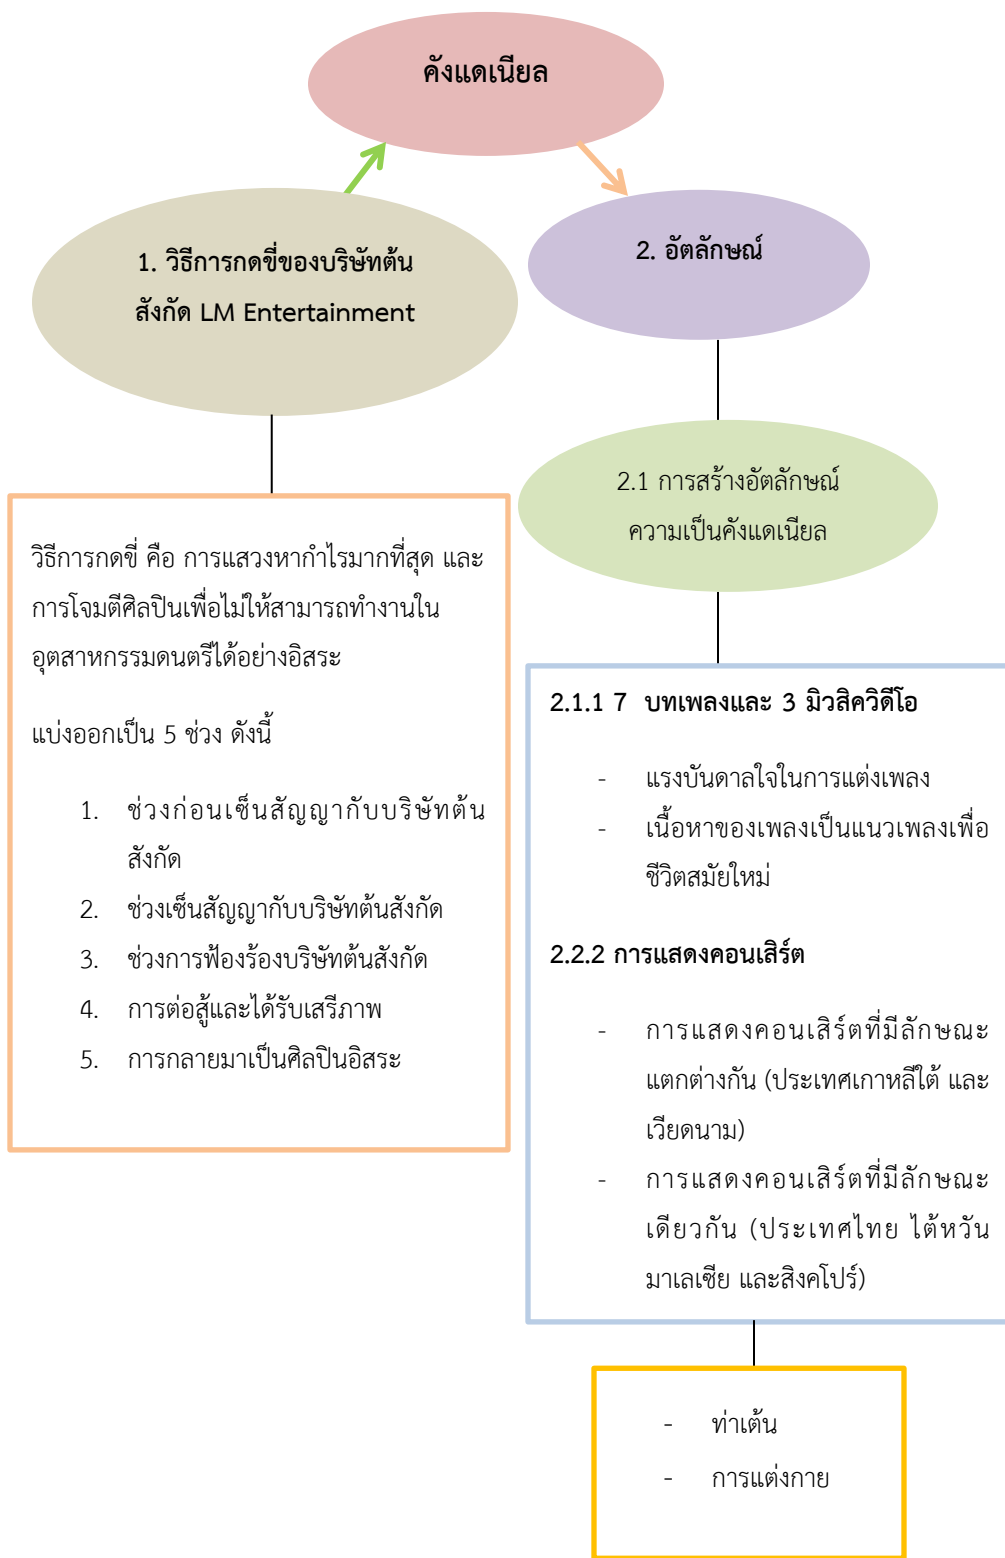 คังแดเนียล
1. วิธีการกดขี่ของบริษัทต้น
สังกัด LM Entertainment
2. อัตลักษณ์
2.1 การสร้างอัตลักษณ์
ความเป็นคังแดเนียล
วิธีการกดขี่ คือ การแสวงหากำไรมากที่สุด และ
การโจมตีศิลปินเพื่อไม่ให้สามารถทำงานใน
อุตสาหกรรมดนตรีได้อย่างอิสระ
แบ่งออกเป็น 5 ช่วง ดังนี้
1. ช่วงก่อนเซ็นสัญญากับบริษัทต้น
สังกัด
2. ช่วงเซ็นสัญญากับบริษัทต้นสังกัด
3. ช่วงการฟ้องร้องบริษัทต้นสังกัด
4. การต่อสู้และได้รับเสรีภาพ
5. การกลายมาเป็นศิลปินอิสระ
2.1.1 7 บทเพลงและ 3 มิวสิควิดีโอ
- แรงบันดาลใจในการแต่งเพลง
- เนื้อหาของเพลงเป็นแนวเพลงเพื่อ
ชีวิตสมัยใหม่
2.2.2 การแสดงคอนเสิร์ต
- การแสดงคอนเสิร์ตที่มีลักษณะ
แตกต่างกัน (ประเทศเกาหลีใต้ และ
เวียดนาม)
- การแสดงคอนเสิร์ตที่มีลักษณะ
เดียวกัน (ประเทศไทย ไต้หวัน
มาเลเซีย และสิงคโปร์)
- ท่าเต้น
- การแต่งกาย